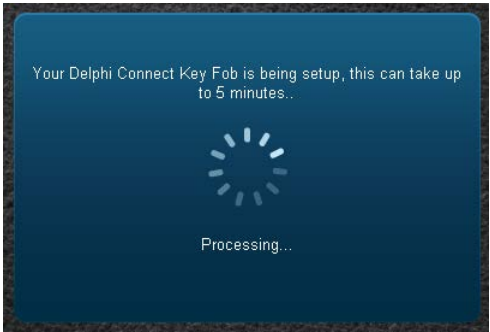 Your Delphi Connect Key Fob is being setup, this can take up
to 5 minutes..
Processing...